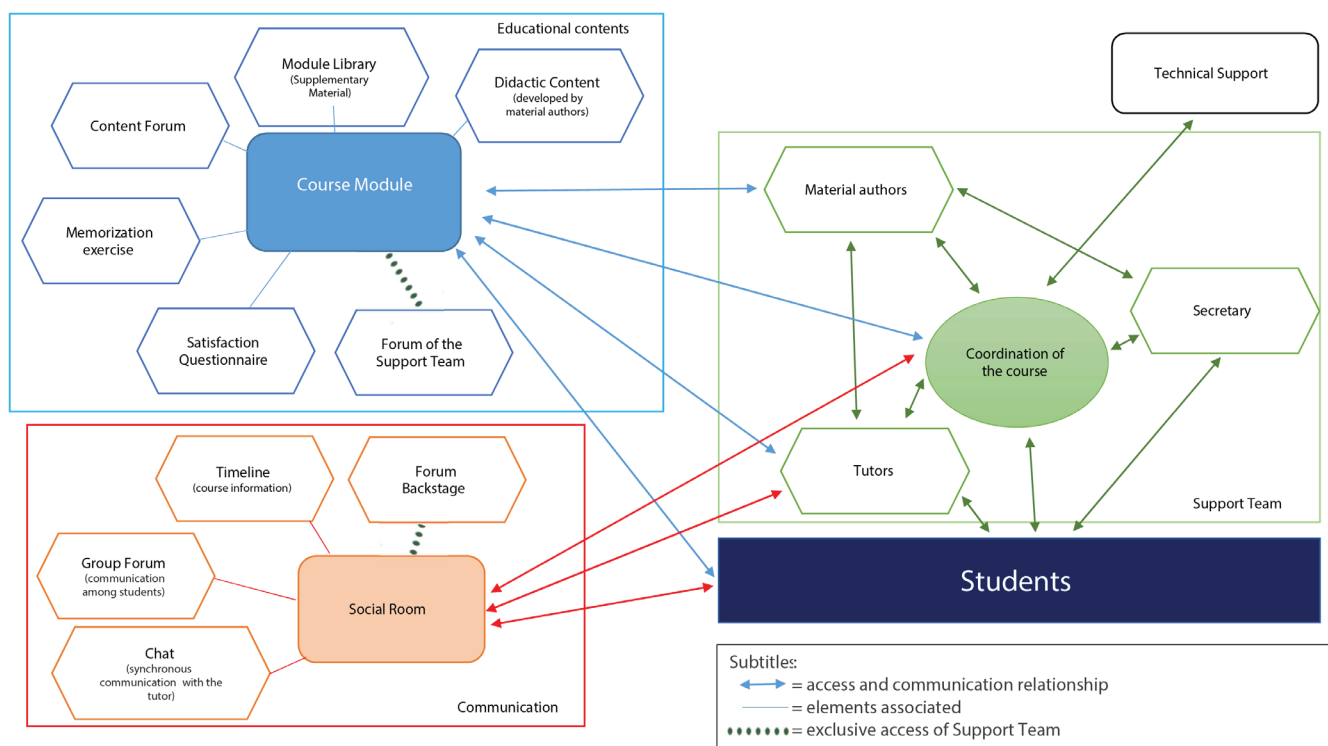 Educational contents
Module Library
(Supplementary
Material)
Didactic Content
(developed by
material authors)
Content Forum
Course Module
Memorization
exercise
Satisfaction
Questionnaire
Forum of the
Support Team
Technical Support
Material authors
Secretary
Coordination of
the course
Tutors
Support Team
Timeline
(course information)
Forum
Backstage
Group Forum
(communication
among students)
Social Room
Chat
(synchronous
communication with the
tutor)
Communication
Students
Subtitles:
= access and communication relationship
= elements associated
= exclusive access of Support Team